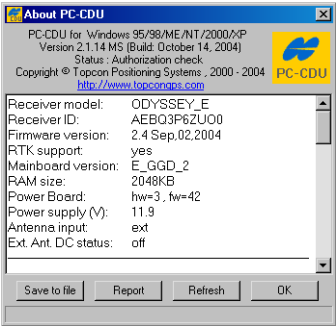 About PC-CDU
PC-CDU for Windows 95/98/ME/NT/2000/XP
Version 2.1.14 MS (Build: October 14, 2004)
Status : Authorization check
Copyright © Topcon Positioning Systems , 2000 - 2004
http://www.topcongps.com
PC-CDU
Receiver model: ODYSSEY_E
Receiver ID: AEBQ3P6ZUO0
Firmware version: 2.4 Sep,02,2004
RTK support: yes
Mainboard version: E_GGD_2
RAM size: 2048KB
Power Board: hw=3 , fw=42
Power supply (V): 11.9
Antenna input: ext
Ext. Ant. DC status: off
Save to file Report Refresh OK